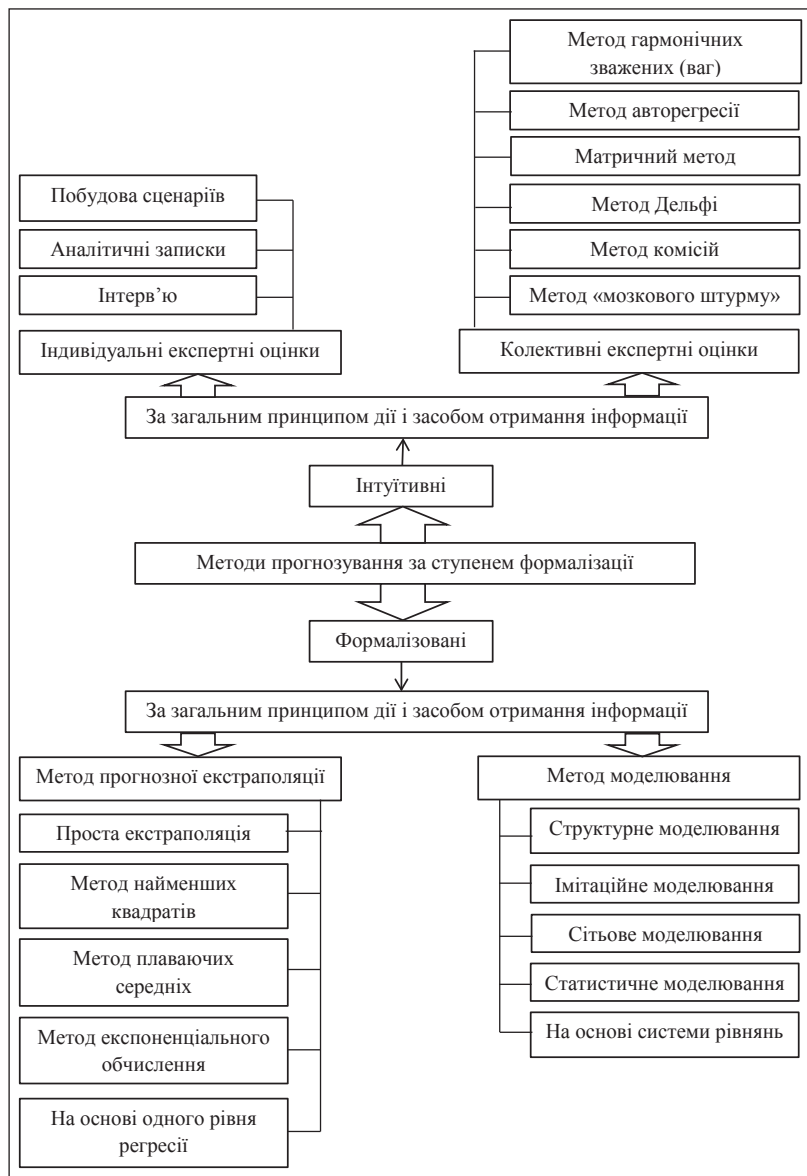 Метод гармонічних
зважених (ваг)
Метод авторегресії
Матричний метод
Метод Дельфі
Метод комісій
Метод «мозкового штурму»
Колективні експертні оцінки
Побудова сценаріїв
Аналітичні записки
Інтерв’ю
Індивідуальні експертні оцінки
За загальним принципом дії і засобом отримання інформації
Інтуїтивні
Методи прогнозування за ступенем формалізації
Формалізовані
За загальним принципом дії і засобом отримання інформації
Метод прогнозної екстраполяції
Проста екстраполяція
Метод найменших
квадратів
Метод плаваючих
середніх
Метод експоненціального
обчислення
На основі одного рівня
регресії
Метод моделювання
Структурне моделювання
Імітаційне моделювання
Сітьове моделювання
Статистичне моделювання
На основі системи рівнянь